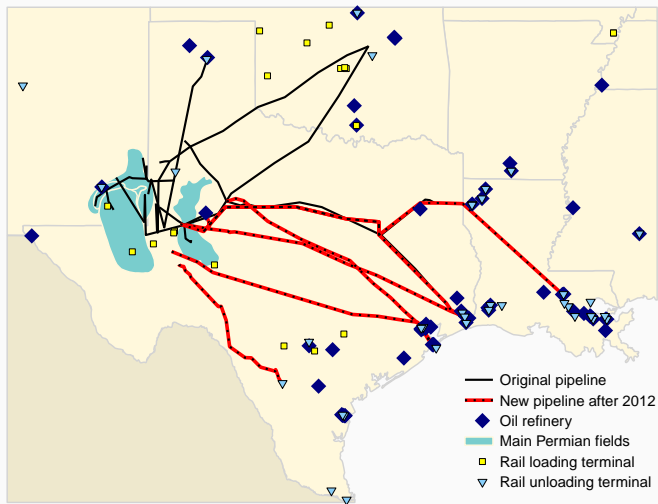 Original pipeline
New pipeline after 2012
Oil refinery
Main Permian fields
Rail loading terminal
Rail unloading terminal